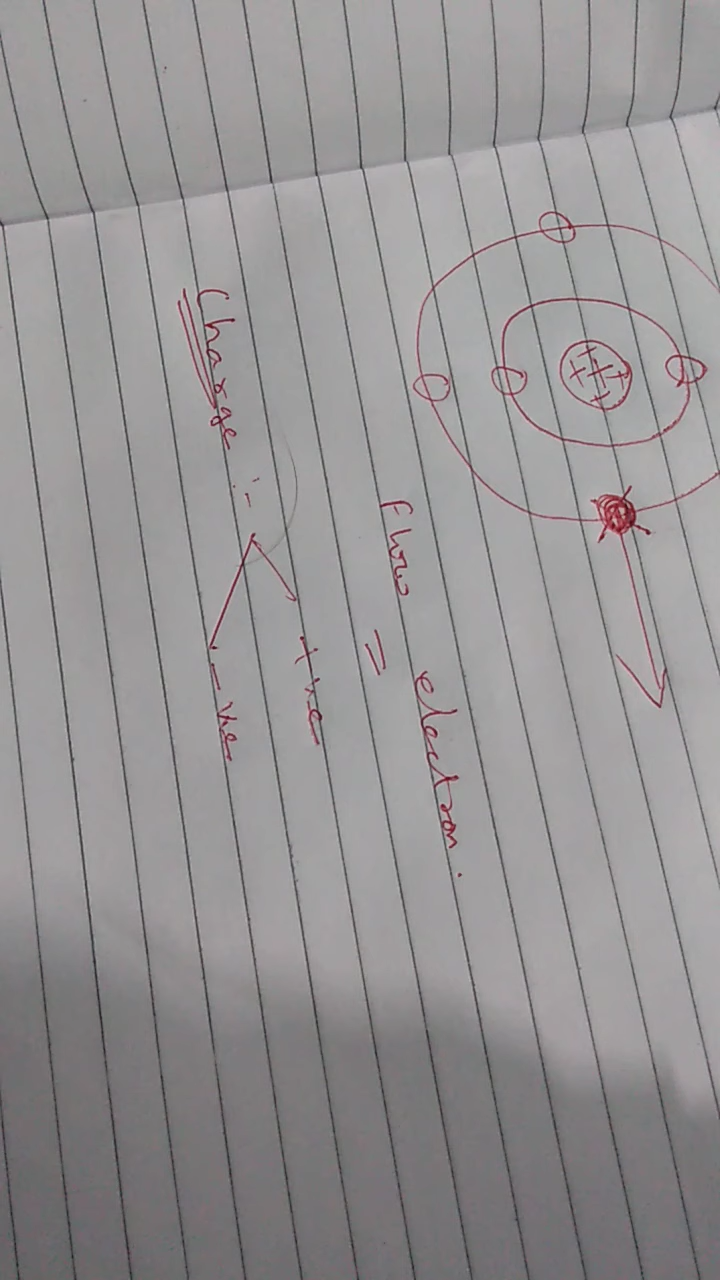 + + + + +
flow electron.
=
Charge :- +ve
-ve